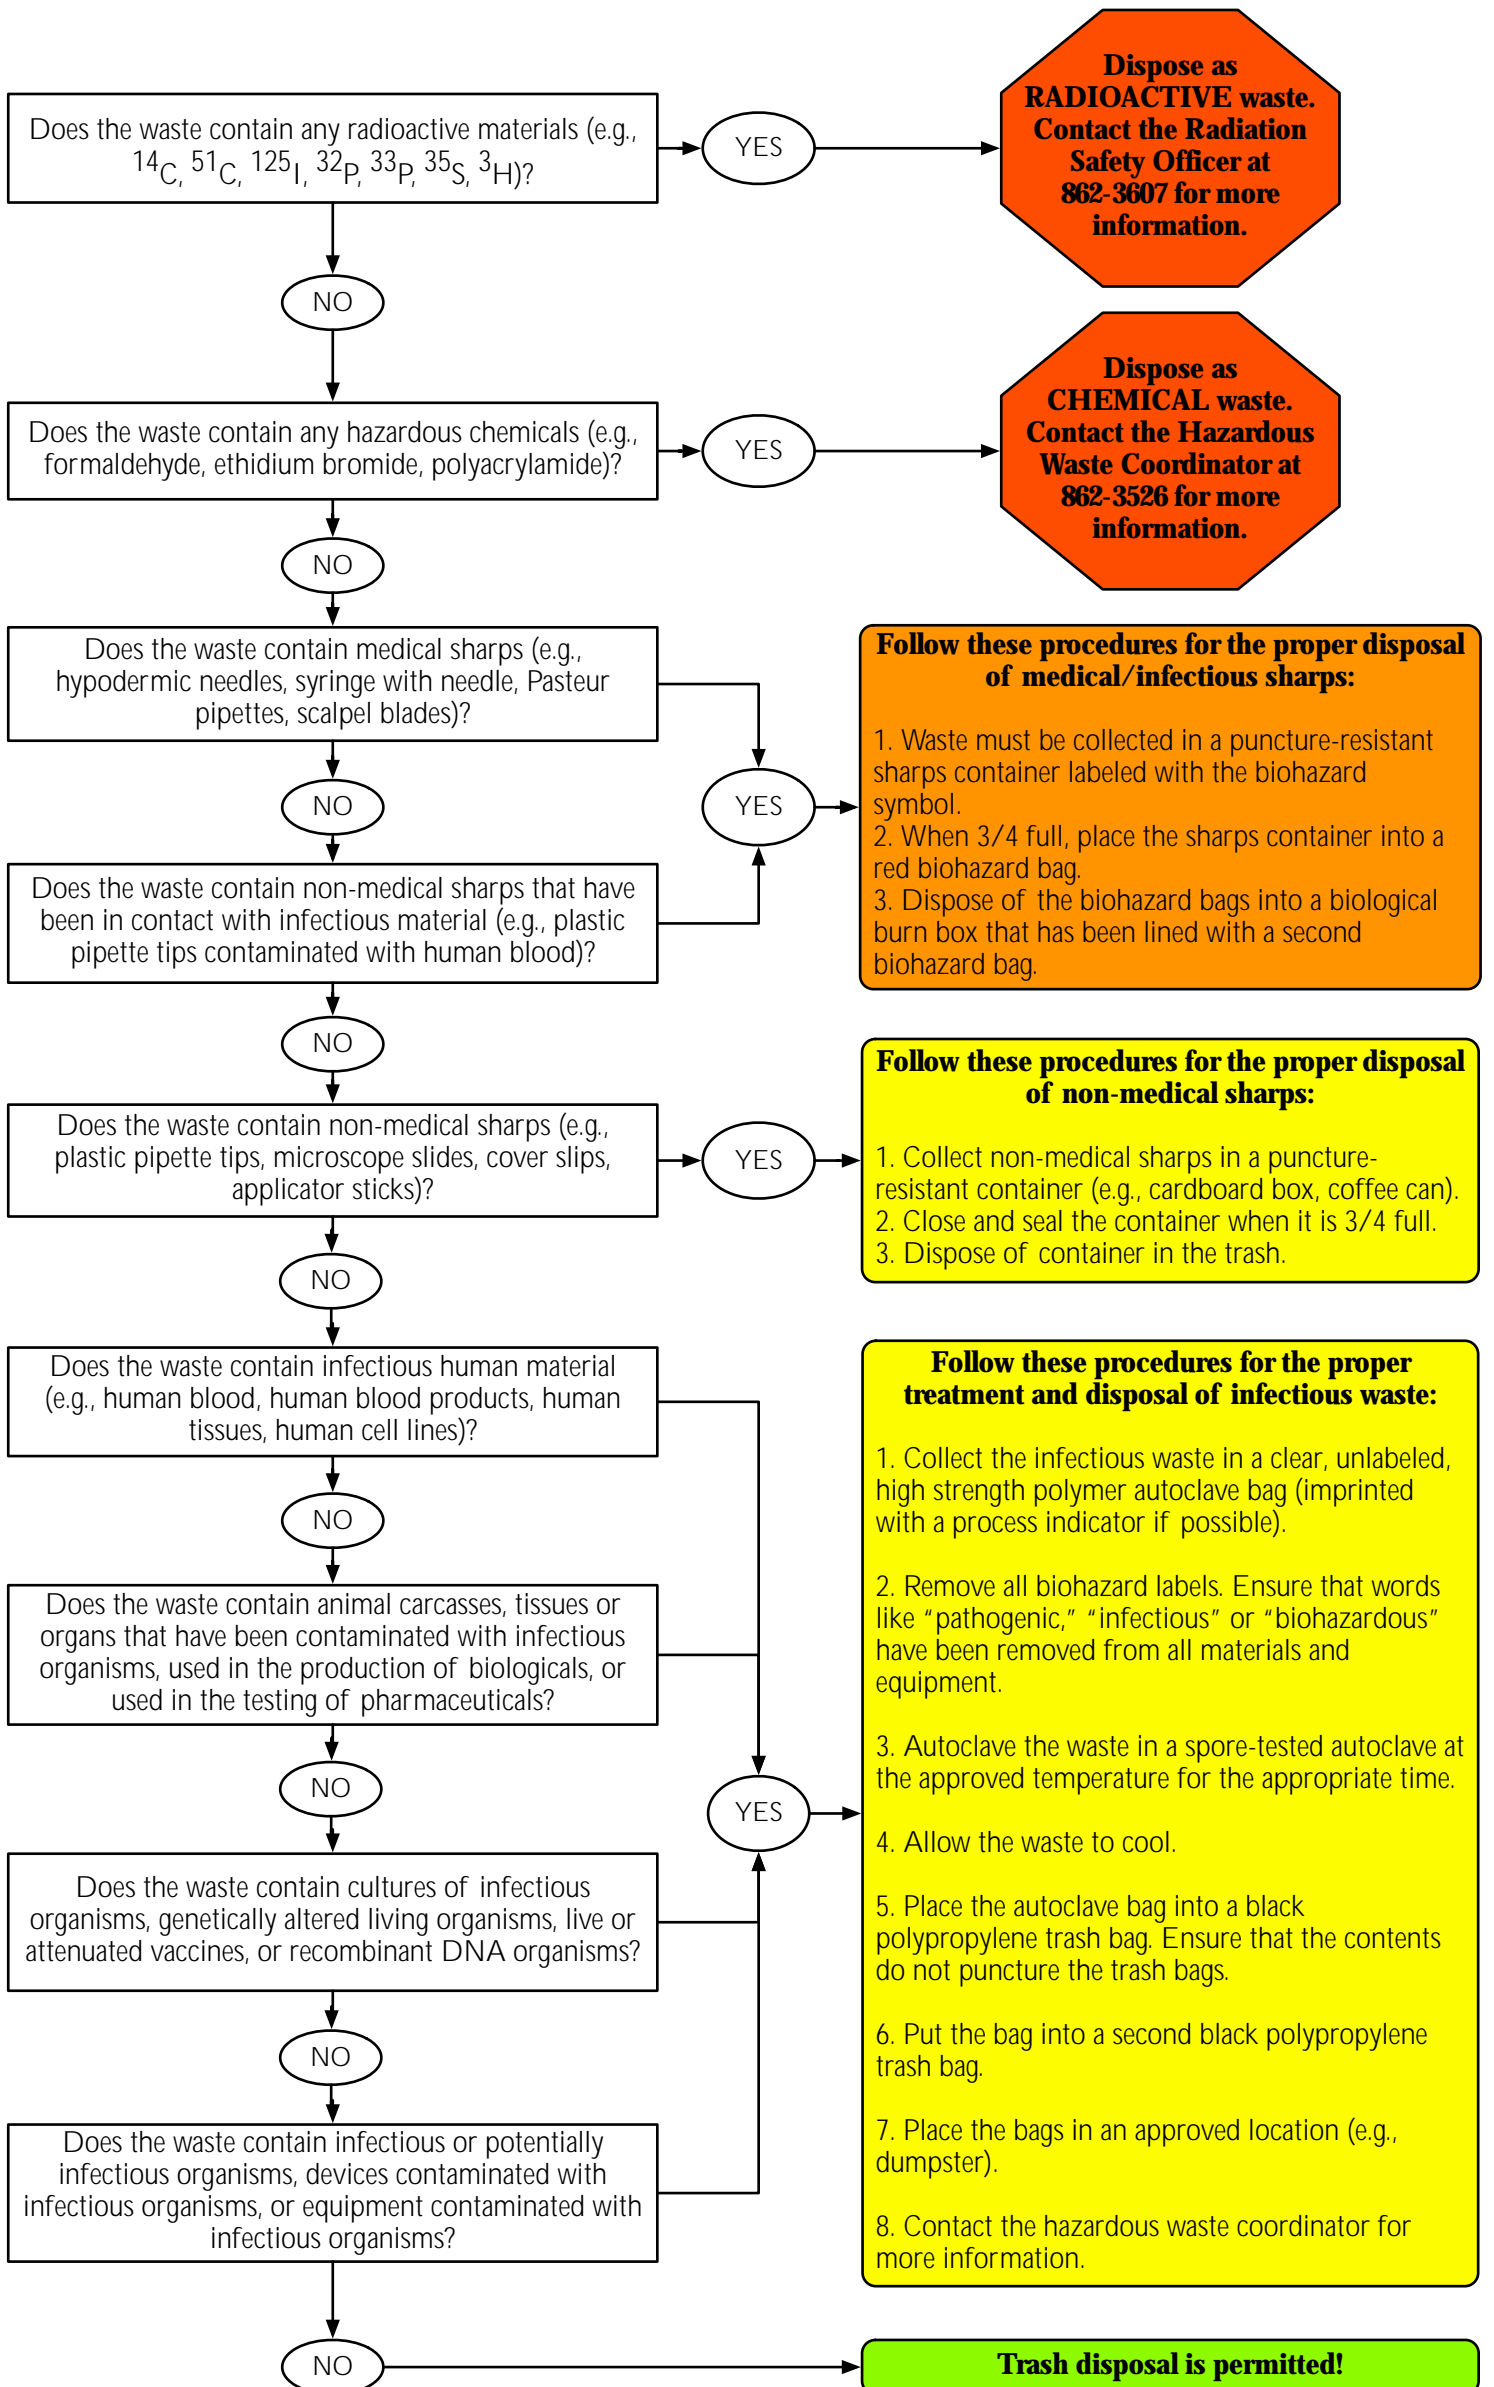 Does the waste contain any radioactive materials (e.g.,
¹⁴C, ⁵¹C, ¹²⁵I, ³²P, ³³P, ³⁵S, ³H)?
YES
Dispose as
RADIOACTIVE waste.
Contact the Radiation
Safety Officer at
862-3607 for more
information.
NO
Does the waste contain any hazardous chemicals (e.g.,
formaldehyde, ethidium bromide, polyacrylamide)?
YES
Dispose as
CHEMICAL waste.
Contact the Hazardous
Waste Coordinator at
862-3526 for more
information.
NO
Does the waste contain medical sharps (e.g.,
hypodermic needles, syringe with needle, Pasteur
pipettes, scalpel blades)?
NO
YES
Does the waste contain non-medical sharps that have
been in contact with infectious material (e.g., plastic
pipette tips contaminated with human blood)?
Follow these procedures for the proper disposal
of medical/infectious sharps:
1. Waste must be collected in a puncture-resistant
sharps container labeled with the biohazard
symbol.
2. When 3/4 full, place the sharps container into a
red biohazard bag.
3. Dispose of the biohazard bags into a biological
burn box that has been lined with a second
biohazard bag.
NO
Does the waste contain non-medical sharps (e.g.,
plastic pipette tips, microscope slides, cover slips,
applicator sticks)?
YES
Follow these procedures for the proper disposal
of non-medical sharps:
1. Collect non-medical sharps in a puncture-
resistant container (e.g., cardboard box, coffee can).
2. Close and seal the container when it is 3/4 full.
3. Dispose of container in the trash.
NO
Does the waste contain infectious human material
(e.g., human blood, human blood products, human
tissues, human cell lines)?
NO
Does the waste contain animal carcasses, tissues or
organs that have been contaminated with infectious
organisms, used in the production of biologicals, or
used in the testing of pharmaceuticals?
NO
YES
Does the waste contain cultures of infectious
organisms, genetically altered living organisms, live or
attenuated vaccines, or recombinant DNA organisms?
NO
Does the waste contain infectious or potentially
infectious organisms, devices contaminated with
infectious organisms, or equipment contaminated with
infectious organisms?
Follow these procedures for the proper
treatment and disposal of infectious waste:
1. Collect the infectious waste in a clear, unlabeled,
high strength polymer autoclave bag (imprinted
with a process indicator if possible).
2. Remove all biohazard labels. Ensure that words
like “pathogenic,” “infectious” or “biohazardous”
have been removed from all materials and
equipment.
3. Autoclave the waste in a spore-tested autoclave at
the approved temperature for the appropriate time.
4. Allow the waste to cool.
5. Place the autoclave bag into a black
polypropylene trash bag. Ensure that the contents
do not puncture the trash bags.
6. Put the bag into a second black polypropylene
trash bag.
7. Place the bags in an approved location (e.g.,
dumpster).
8. Contact the hazardous waste coordinator for
more information.
NO
Trash disposal is permitted!